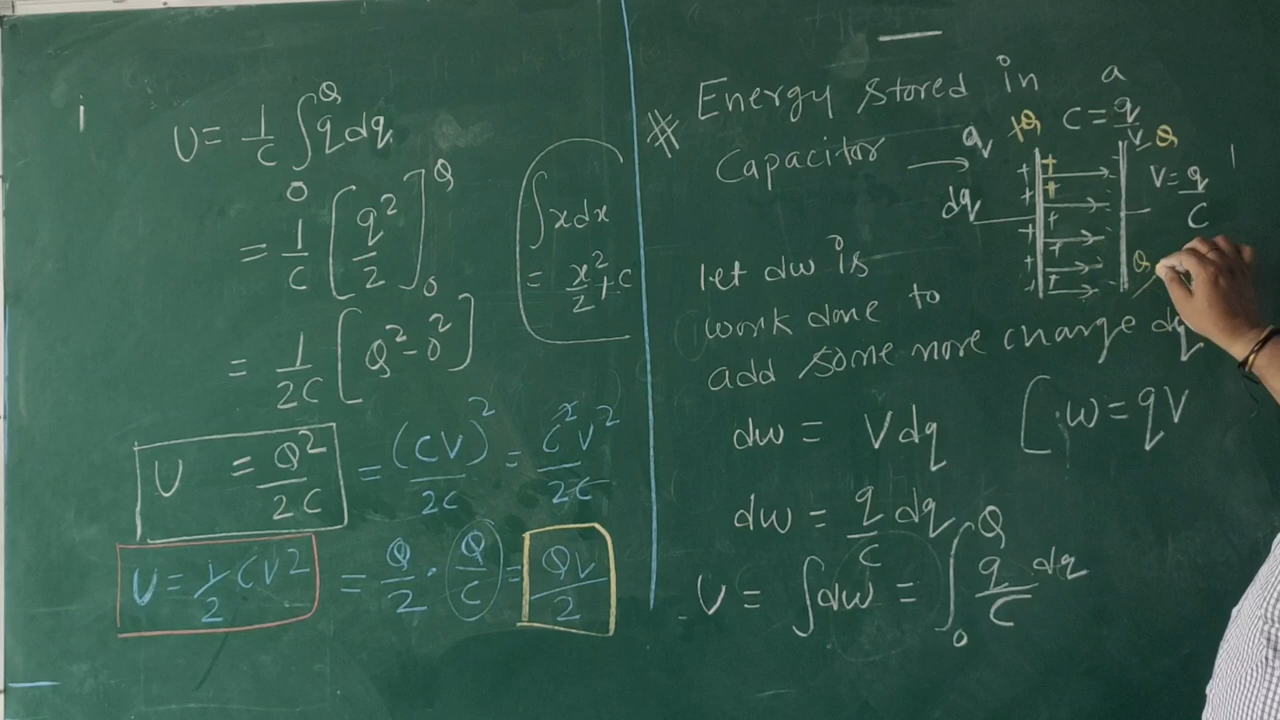 # Energy stored in a
Capacitor
C = q/V
q
dq
+Q
Q
V = q/C
Q
let dw is
work done to
add some more charge dq
dw = V dq [ w = qV
dw = q/C dq
U = ∫dw = ∫₀^Q q/C dq
U = 1/C ∫₀^Q q dq
= 1/C [q²/2]₀^Q
∫x dx
= x²/2 + C
= 1/2C [Q² - 0²]
U = Q²/2C = (CV)²/2C = C²V²/2C
U = 1/2 CV² = Q/2 · Q/C = QV/2